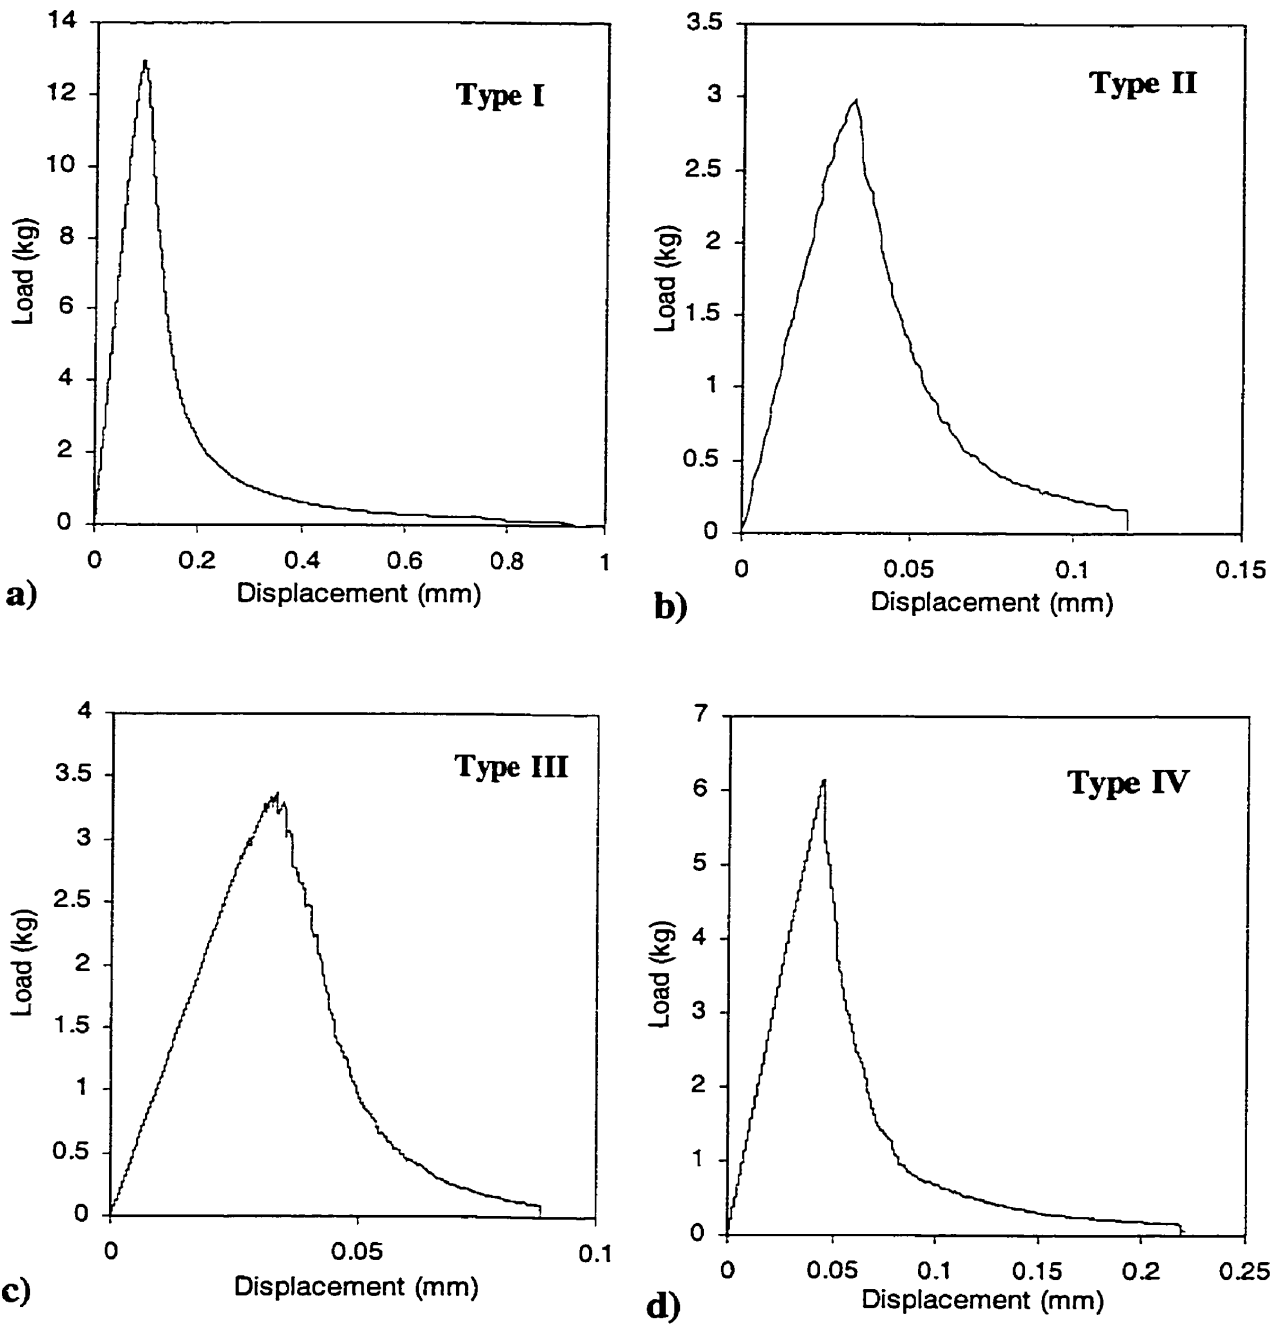 14
12
10
8
6
4
2
0
Load (kg)
Type I
0 0.2 0.4 0.6 0.8 1
Displacement (mm)
a)
3.5
3
2.5
2
1.5
1
0.5
0
Load (kg)
Type II
0 0.05 0.1 0.15
Displacement (mm)
b)
4
3.5
3
2.5
2
1.5
1
0.5
0
Load (kg)
Type III
0 0.05 0.1
Displacement (mm)
c)
7
6
5
4
3
2
1
0
Load (kg)
Type IV
0 0.05 0.1 0.15 0.2 0.25
Displacement (mm)
d)